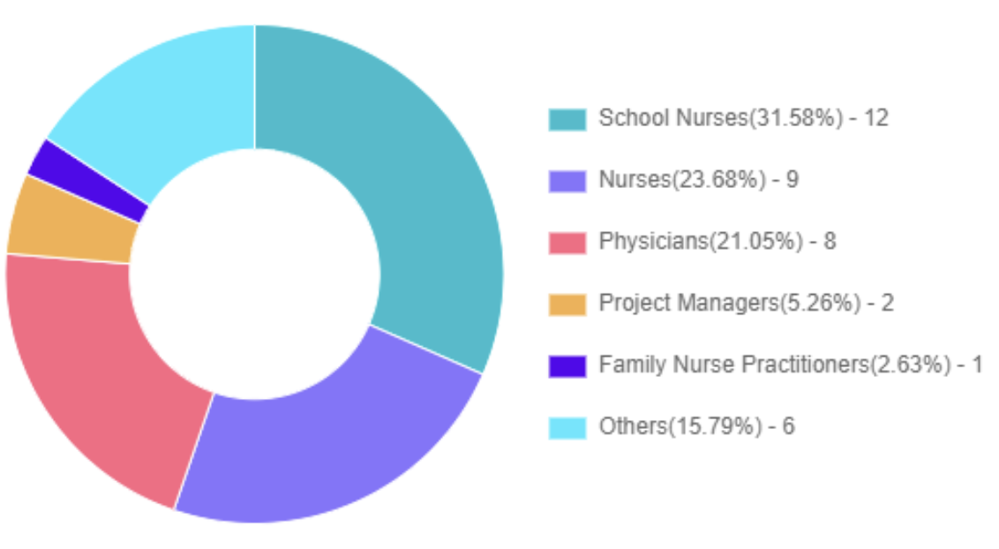 School Nurses(31.58%) - 12
Nurses(23.68%) - 9
Physicians(21.05%) - 8
Project Managers(5.26%) - 2
Family Nurse Practitioners(2.63%) - 1
Others(15.79%) - 6